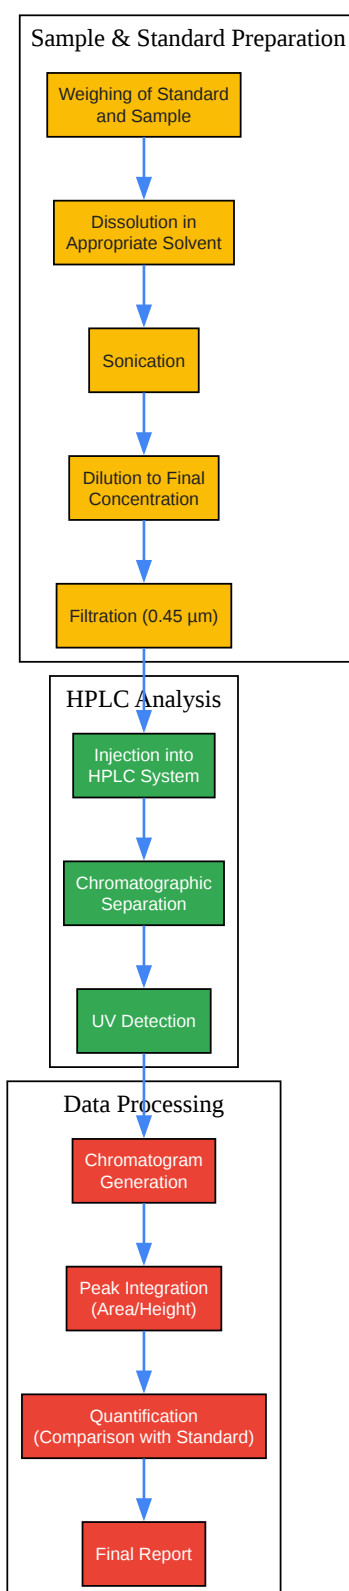 Sample & Standard Preparation
Weighing of Standard
and Sample
Dissolution in
Appropriate Solvent
Sonication
Dilution to Final
Concentration
Filtration (0.45 µm)
HPLC Analysis
Injection into
HPLC System
Chromatographic
Separation
UV Detection
Data Processing
Chromatogram
Generation
Peak Integration
(Area/Height)
Quantification
(Comparison with Standard)
Final Report